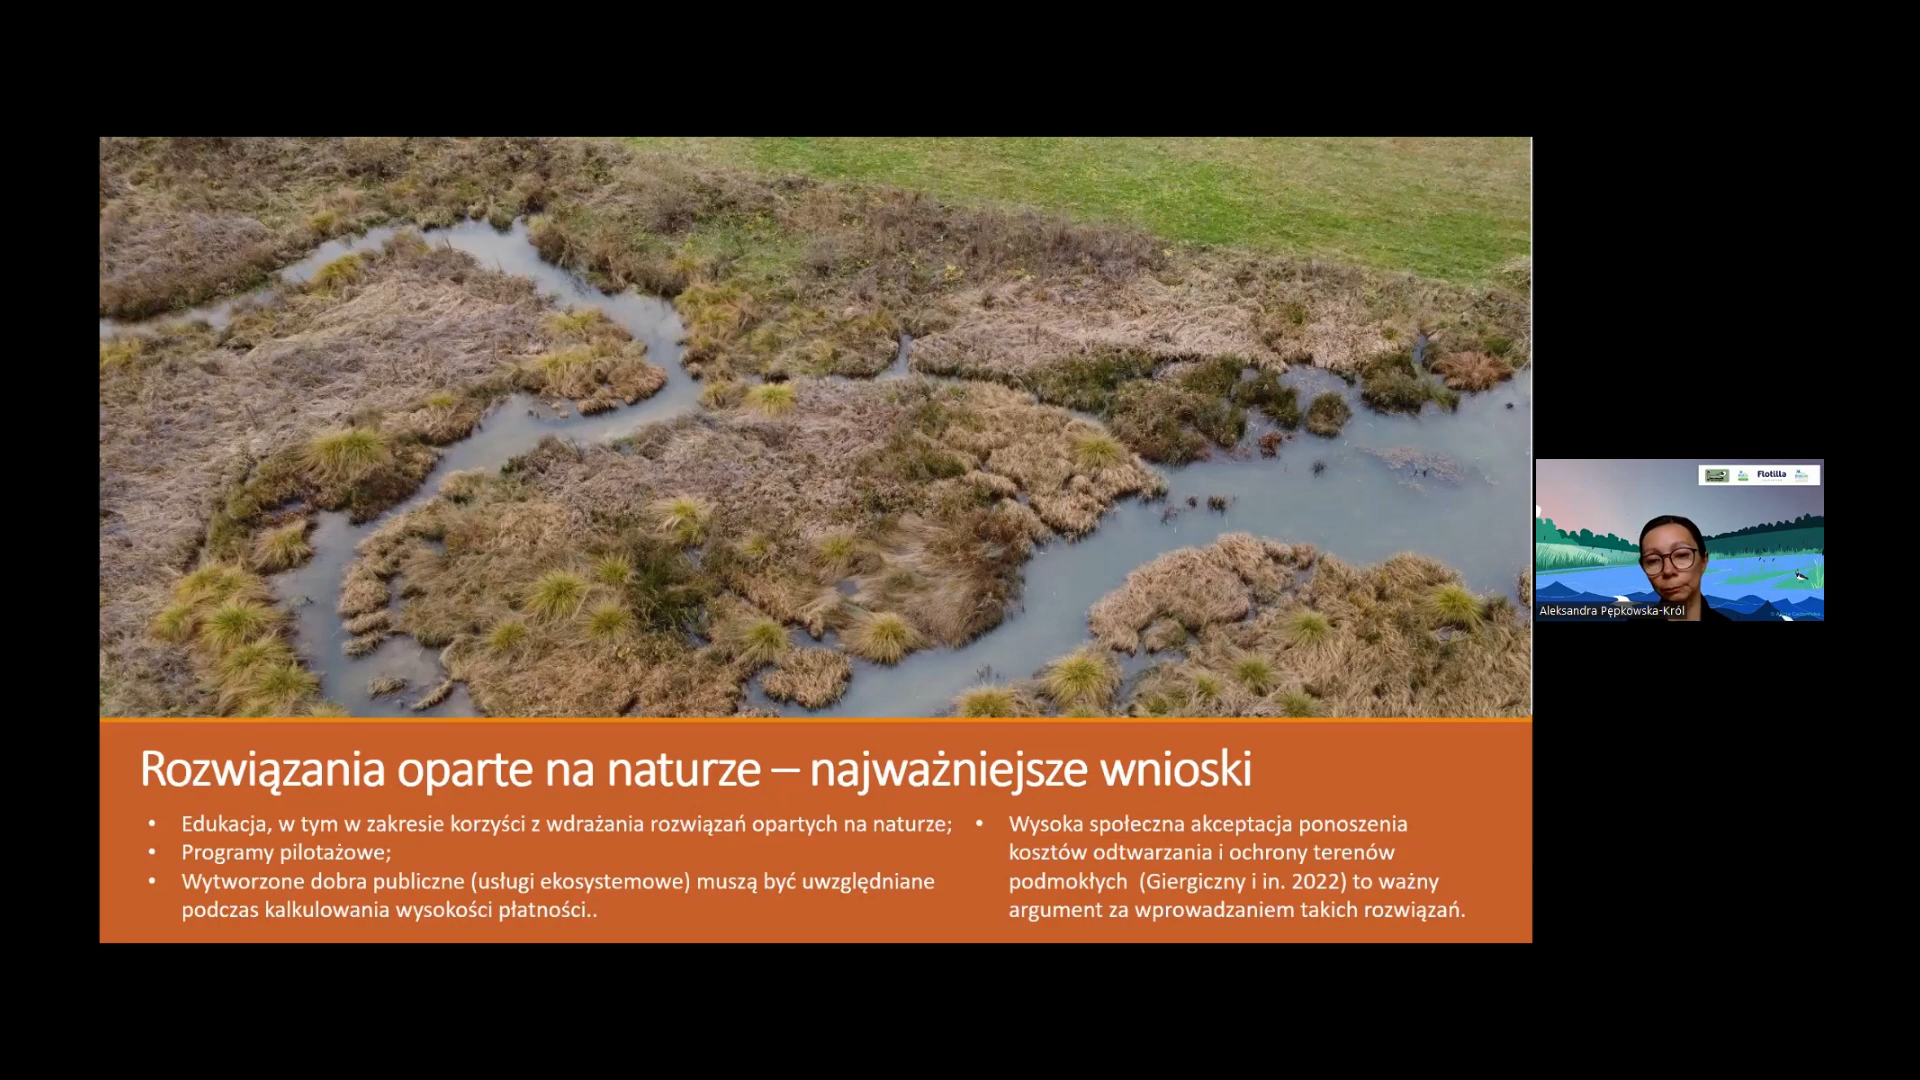 Rozwiązania oparte na naturze – najważniejsze wnioski
• Edukacja, w tym w zakresie korzyści z wdrażania rozwiązań opartych na naturze;
• Programy pilotażowe;
• Wytworzone dobra publiczne (usługi ekosystemowe) muszą być uwzględniane
podczas kalkulowania wysokości płatności..
• Wysoka społeczna akceptacja ponoszenia
kosztów odtwarzania i ochrony terenów
podmokłych (Giergiczny i in. 2022) to ważny
argument za wprowadzaniem takich rozwiązań.
Flotilla
Aleksandra Pępkowska-Król